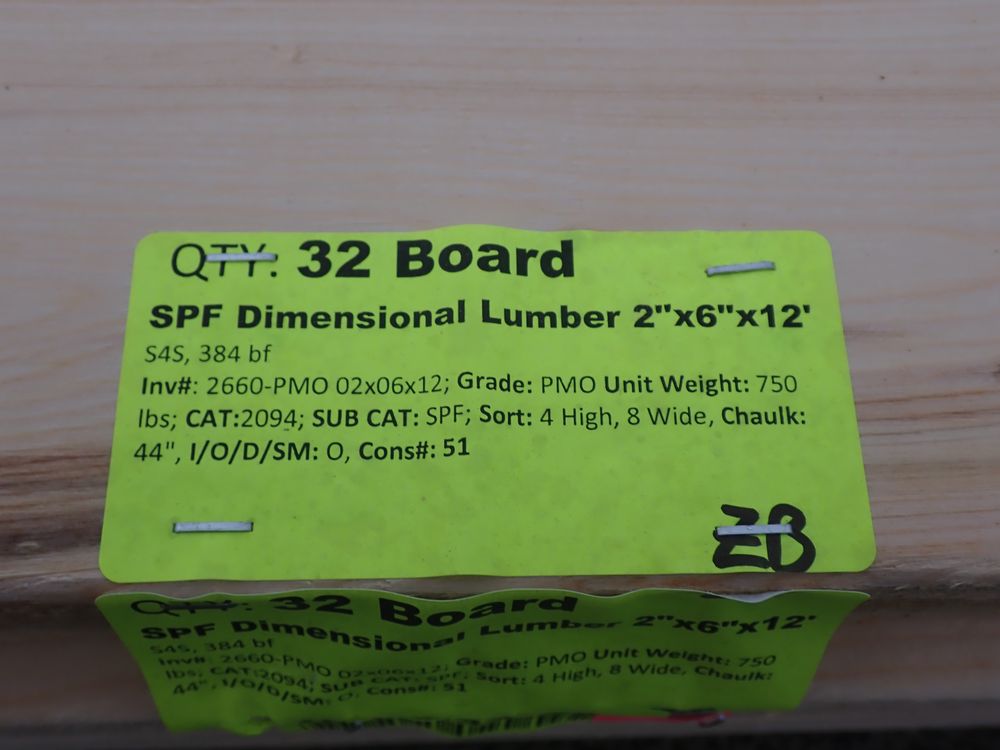 QTY: 32 Board
SPF Dimensional Lumber 2"x6"x12'
S4S, 384 bf
Inv#: 2660-PMO 02x06x12; Grade: PMO Unit Weight: 750
lbs; CAT:2094; SUB CAT: SPF; Sort: 4 High, 8 Wide, Chaulk:
44", I/O/D/SM: O, Cons#: 51
ZB
QTY: 32 Board
SPF Dimensional Lumber 2"x6"x12'
S4S, 384 bf
Inv#: 2660-PMO 02x06x12; Grade: PMO Unit Weight: 750
lbs; CAT:2094; SUB CAT: SPF; Sort: 4 High, 8 Wide, Chaulk:
44", I/O/D/SM: O, Cons#: 51